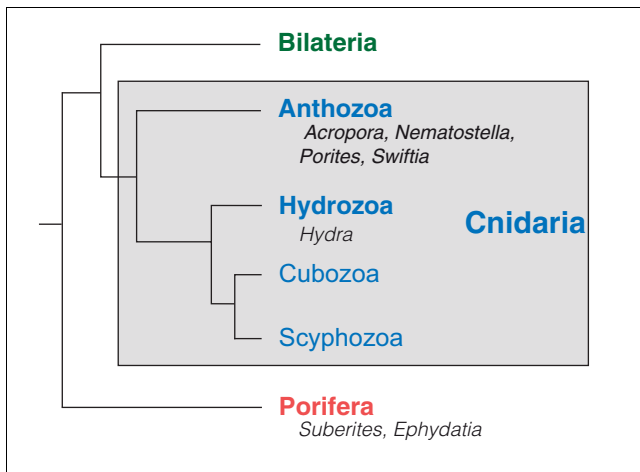 Bilateria
Anthozoa
Acropora, Nematostella,
Porites, Swiftia
Hydrozoa
Cnidaria
Hydra
Cubozoa
Scyphozoa
Porifera
Suberites, Ephydatia